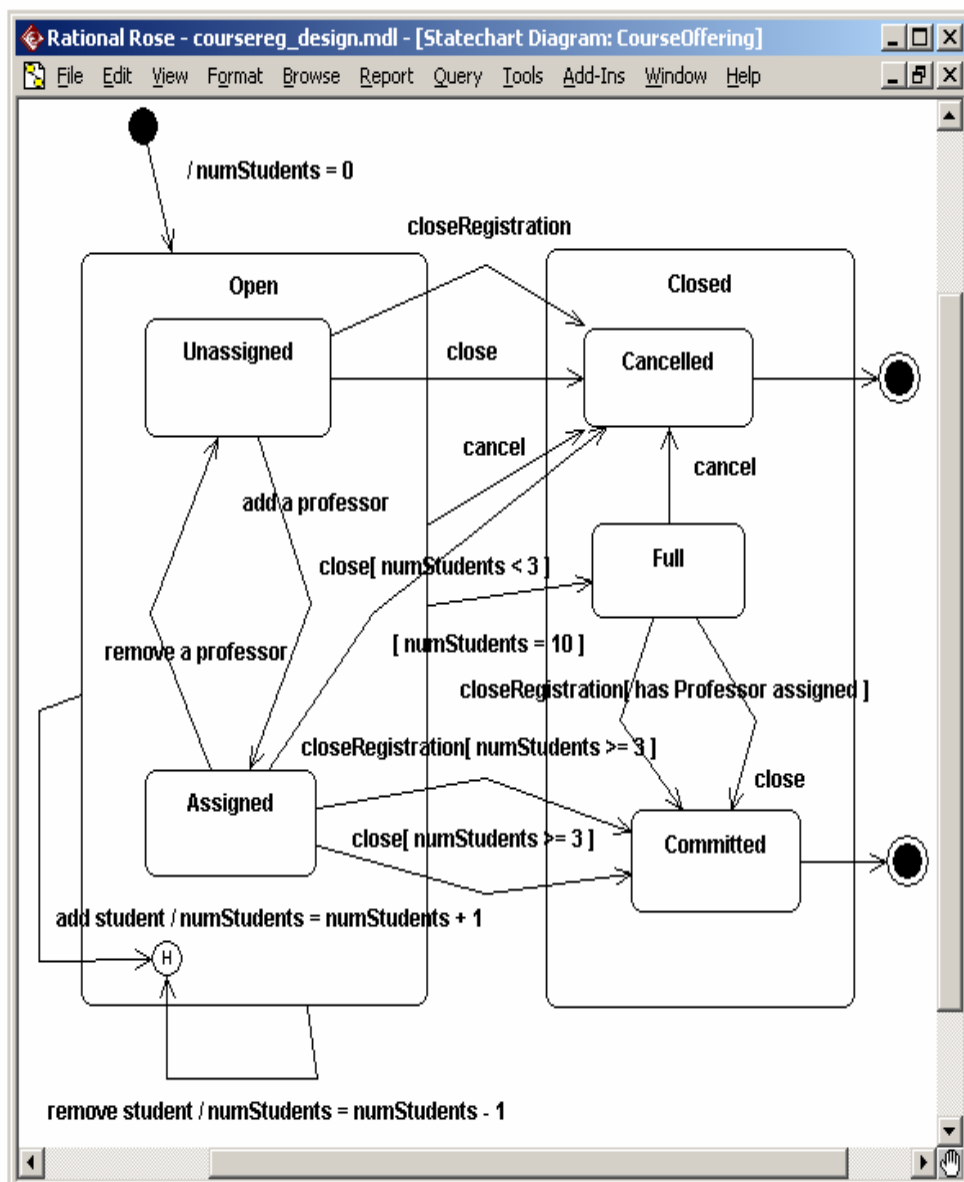 Rational Rose - coursereg_design.mdl - [Statechart Diagram: CourseOffering]
File Edit View Format Browse Report Query Tools Add-Ins Window Help
/ numStudents = 0
closeRegistration
Open
Closed
Unassigned
close
Cancelled
cancel
cancel
add a professor
close[ numStudents < 3 ]
Full
[ numStudents = 10 ]
remove a professor
closeRegistration[ has Professor assigned ]
closeRegistration[ numStudents >= 3 ]
close
Assigned
close[ numStudents >= 3 ]
Committed
add student / numStudents = numStudents + 1
H
remove student / numStudents = numStudents - 1